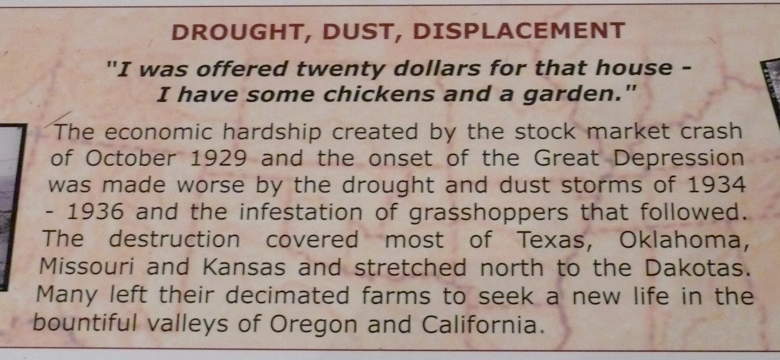 DROUGHT, DUST, DISPLACEMENT
"I was offered twenty dollars for that house -
I have some chickens and a garden."
The economic hardship created by the stock market crash
of October 1929 and the onset of the Great Depression
was made worse by the drought and dust storms of 1934
- 1936 and the infestation of grasshoppers that followed.
The destruction covered most of Texas, Oklahoma,
Missouri and Kansas and stretched north to the Dakotas.
Many left their decimated farms to seek a new life in the
bountiful valleys of Oregon and California.